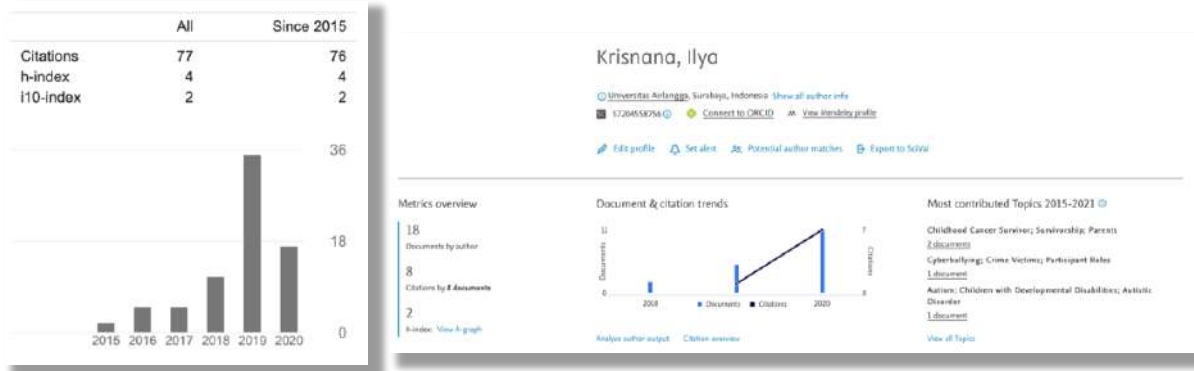 All Since 2015
Citations 77 76
h-index 4 4
i10-index 2 2
36
18
0
2015 2016 2017 2018 2019 2020
Krisnana, Ilya
Universitas Airlangga, Surabaya, Indonesia Show all author info
57204558756 Connect to ORCID View Mendeley profile
Edit profile Set alert Potential author matches Export to SciVal
Metrics overview
18
Documents by author
8
Citations by 8 documents
2
h-index: View h-graph
Document & citation trends
Documents
Citations
0
2018 2020
Documents Citations
Analyze author output Citation overview
Most contributed Topics 2015-2021
Childhood Cancer Survivor; Survivorship; Parents
2 documents
Cyberbullying; Crime Victims; Participant Roles
1 document
Autism; Children with Developmental Disabilities; Autistic
Disorder
1 document
View all Topics